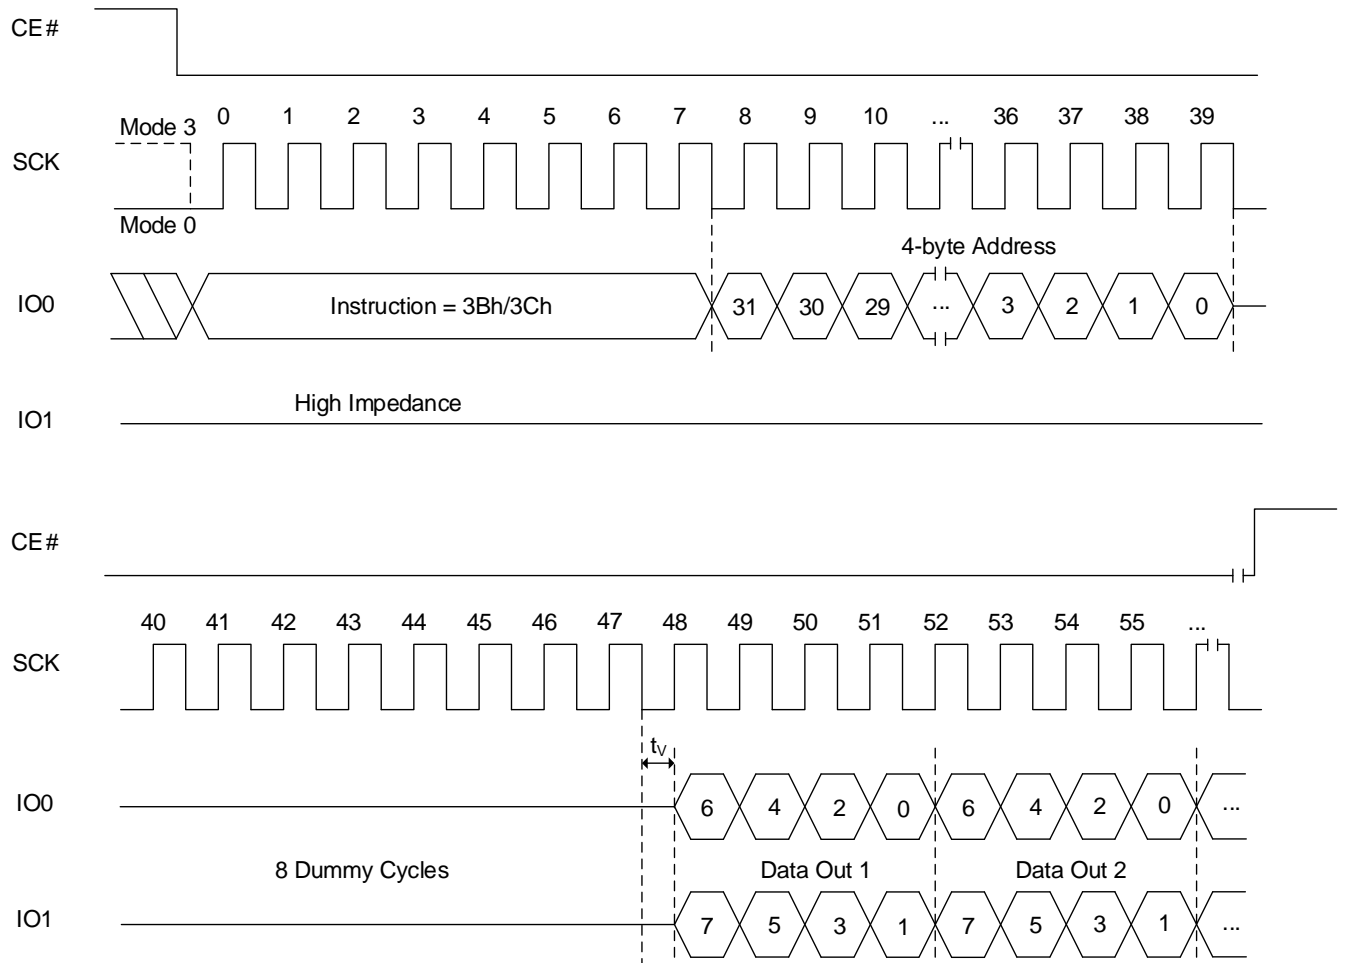 CE#
0 1 2 3 4 5 6 7 8 9 10 ... 36 37 38 39
Mode 3
SCK
Mode 0
4-byte Address
IO0 Instruction = 3Bh/3Ch 31 30 29 ... 3 2 1 0
High Impedance
IO1
CE#
40 41 42 43 44 45 46 47 48 49 50 51 52 53 54 55 ...
SCK
tV
IO0 6 4 2 0 6 4 2 0 ...
8 Dummy Cycles Data Out 1 Data Out 2
IO1 7 5 3 1 7 5 3 1 ...